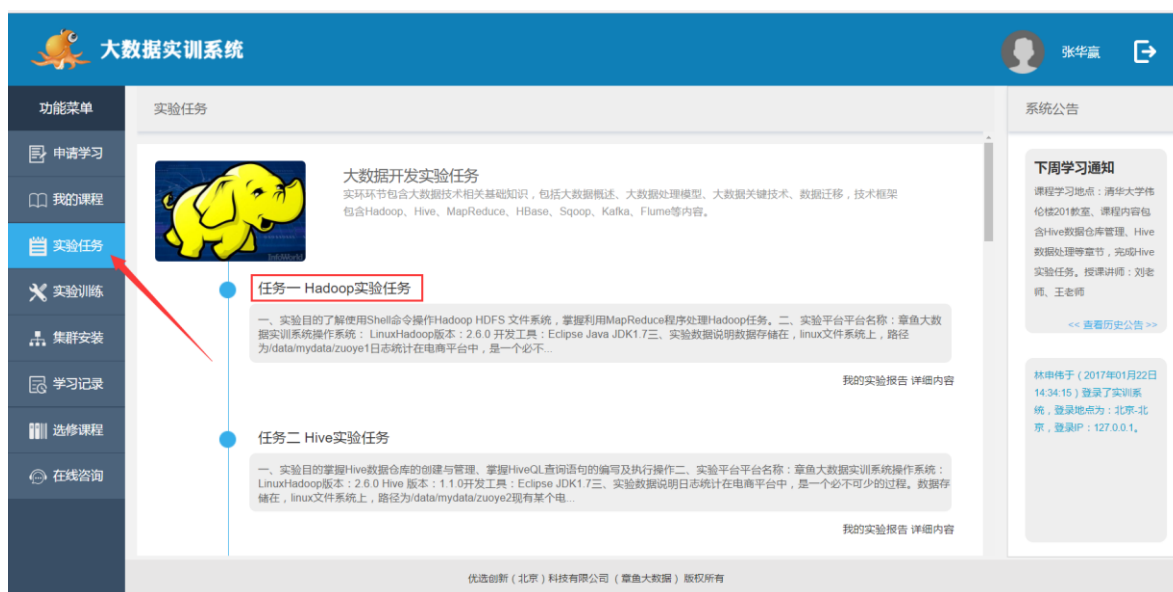 大数据实训系统
张华赢
功能菜单
申请学习
我的课程
实验任务
实验训练
集群安装
学习记录
选修课程
在线咨询
实验任务
大数据开发实验任务
实环环节包含大数据技术相关基础知识，包括大数据概述、大数据处理模型、大数据关键技术、数据迁移，技术框架
包含Hadoop、Hive、MapReduce、HBase、Sqoop、Kafka、Flume等内容。
InfoWorld
任务一 Hadoop实验任务
一、实验目的了解使用Shell命令操作Hadoop HDFS 文件系统，掌握利用MapReduce程序处理Hadoop任务。二、实验平台平台名称：章鱼大数
据实训系统操作系统： LinuxHadoop版本：2.6.0 开发工具：Eclipse Java JDK1.7三、实验数据说明数据存储在，linux文件系统上，路径
为/data/mydata/zuoye1日志统计在电商平台中，是一个必不...
我的实验报告 详细内容
任务二 Hive实验任务
一、实验目的掌握Hive数据仓库的创建与管理、掌握HiveQL查询语句的编写及执行操作二、实验平台平台名称：章鱼大数据实训系统操作系统：
LinuxHadoop版本：2.6.0 Hive 版本：1.1.0开发工具：Eclipse JDK1.7三、实验数据说明日志统计在电商平台中，是一个必不可少的过程。数据存
储在，linux文件系统上，路径为/data/mydata/zuoye2现有某个电...
我的实验报告 详细内容
系统公告
下周学习通知
课程学习地点：清华大学伟
伦楼201教室、课程内容包
含Hive数据仓库管理、Hive
数据处理等章节，完成Hive
实验任务。授课讲师：刘老
师、王老师
<< 查看历史公告 >>
林申伟于（2017年01月22日
14:34:15）登录了实训系
统，登录地点为：北京-北
京，登录IP：127.0.0.1。
优选创新（北京）科技有限公司（章鱼大数据）版权所有